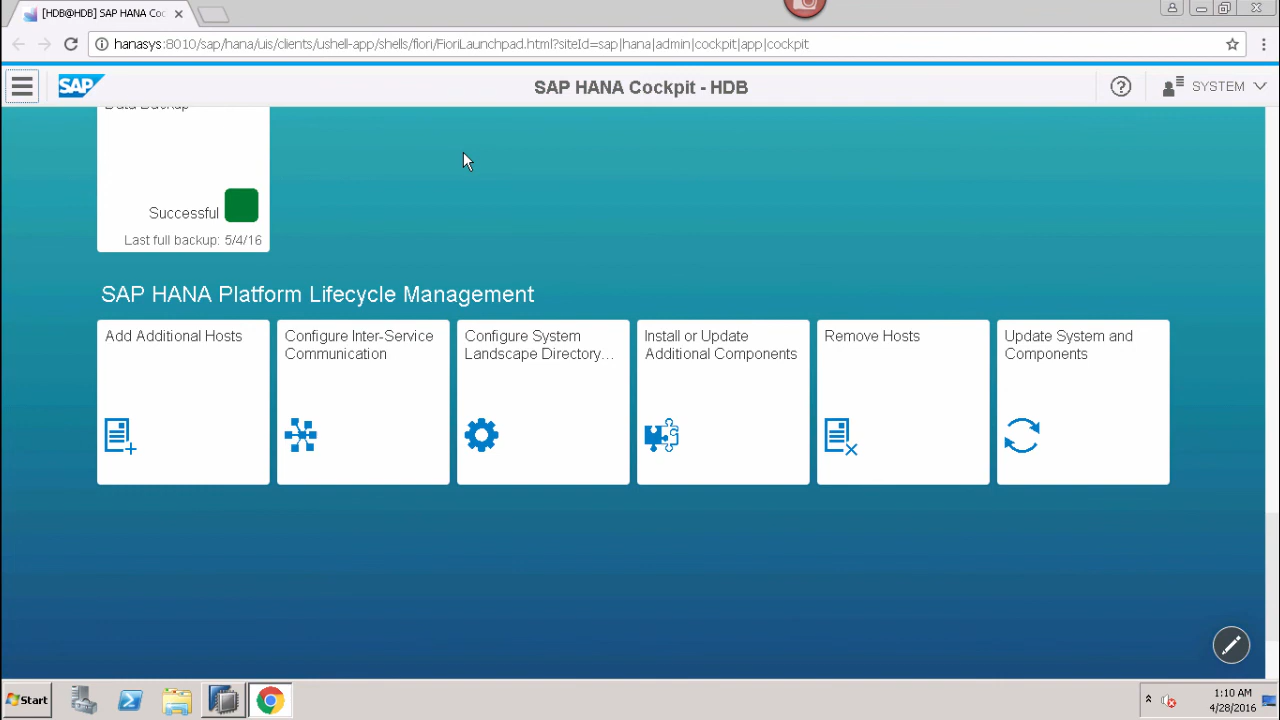 [HDB@HDB] SAP HANA Coc
hanasys:8010/sap/hana/uis/clients/ushell-app/shells/fiori/FioriLaunchpad.html?siteId=sap|hana|admin|cockpit|app|cockpit
SAP
SAP HANA Cockpit - HDB
SYSTEM
Data Backup
Successful
Last full backup: 5/4/16
SAP HANA Platform Lifecycle Management
Add Additional Hosts
Configure Inter-Service
Communication
Configure System
Landscape Directory...
Install or Update
Additional Components
Remove Hosts
Update System and
Components
Start
1:10 AM
4/28/2016